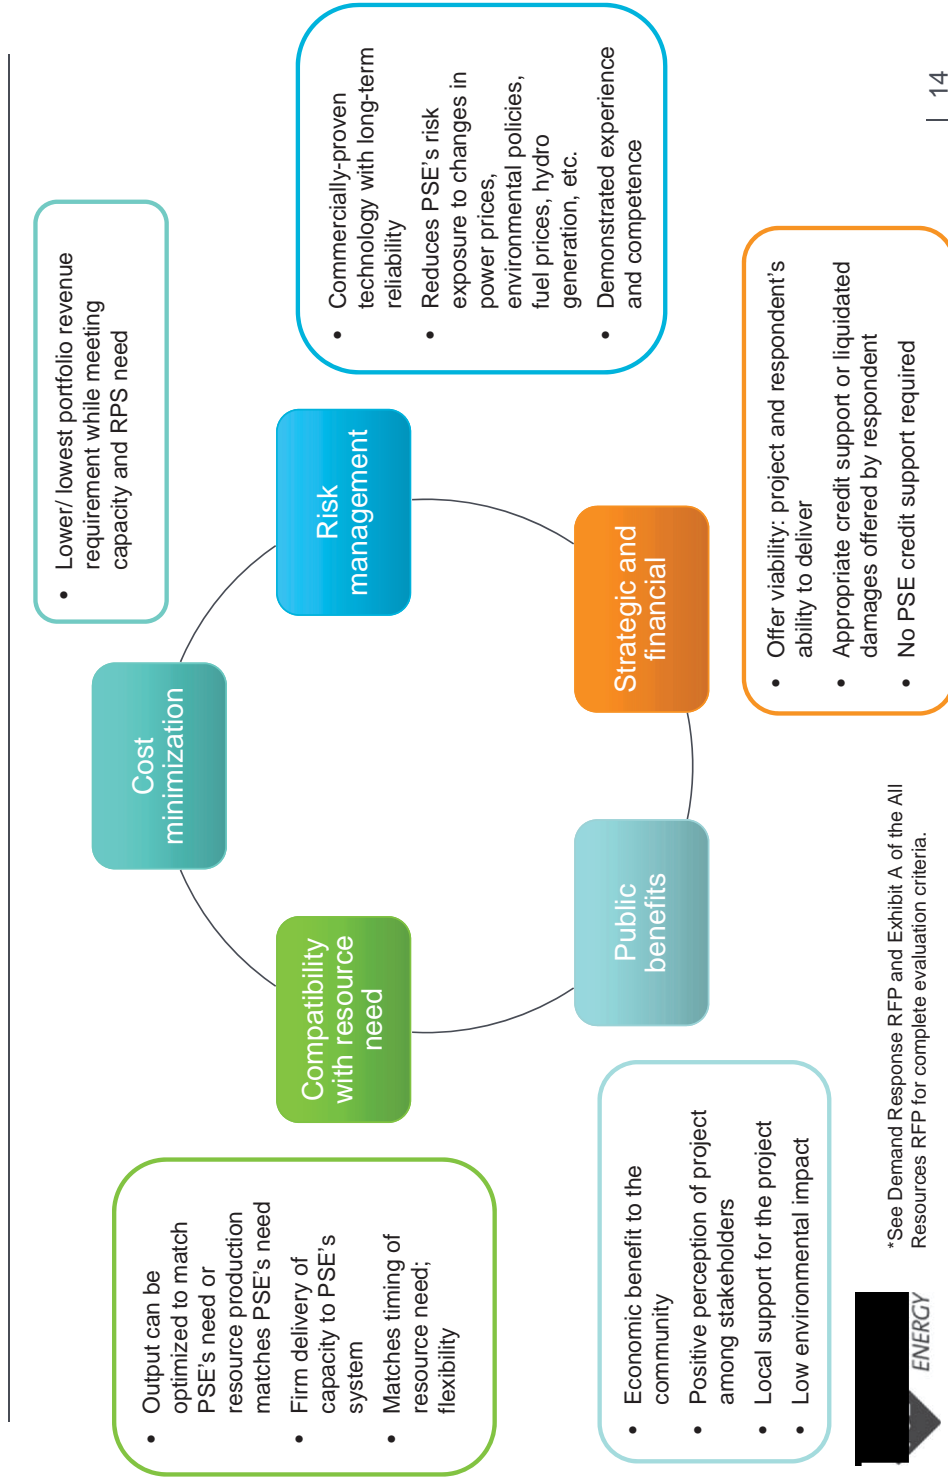 • Lower/ lowest portfolio revenue
requirement while meeting
capacity and RPS need
Cost
minimization
• Output can be
optimized to match
PSE's need or
resource production
matches PSE's need
• Firm delivery of
capacity to PSE's
system
• Matches timing of
resource need;
flexibility
Compatibility
with resource
need
Risk
management
• Commercially-proven
technology with long-term
reliability
• Reduces PSE's risk
exposure to changes in
power prices,
environmental policies,
fuel prices, hydro
generation, etc.
• Demonstrated experience
and competence
• Economic benefit to the
community
• Positive perception of project
among stakeholders
• Local support for the project
• Low environmental impact
Public
benefits
Strategic and
financial
• Offer viability: project and respondent's
ability to deliver
• Appropriate credit support or liquidated
damages offered by respondent
• No PSE credit support required
*See Demand Response RFP and Exhibit A of the All
Resources RFP for complete evaluation criteria.
ENERGY
| 14